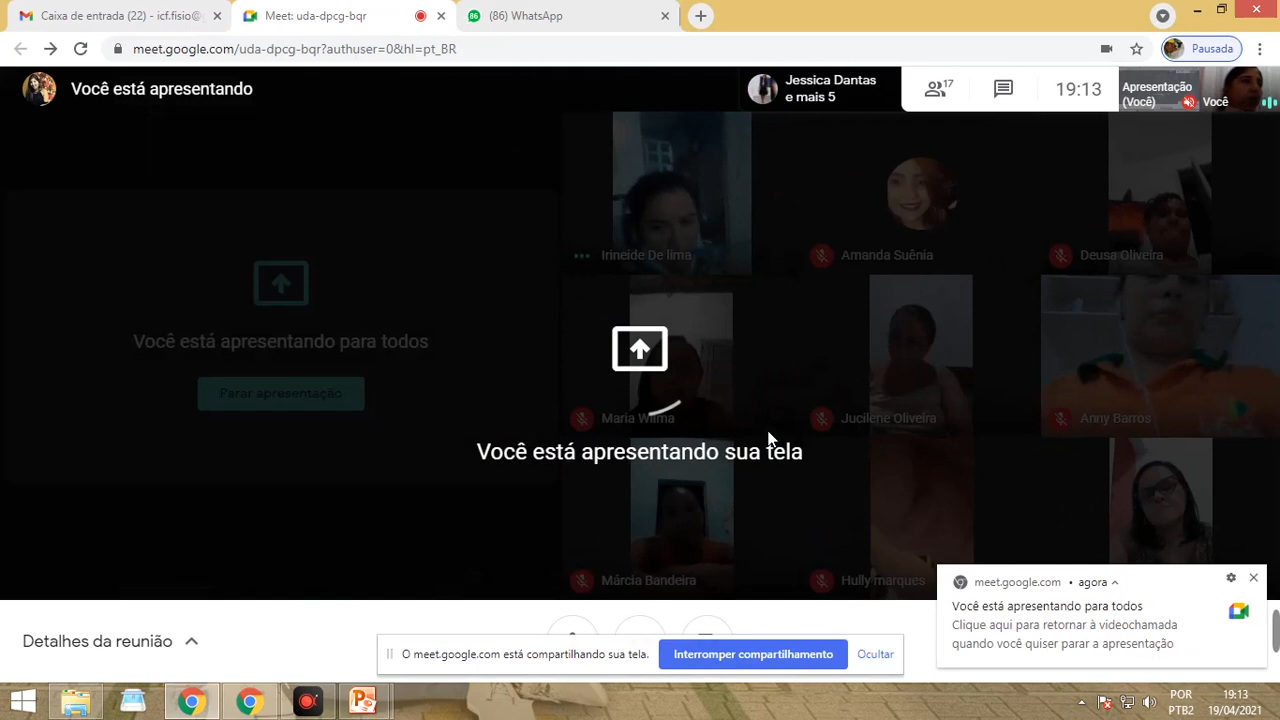 Caixa de entrada (22) - icf.fisio@
Meet: uda-dpcg-bqr
86
(86) WhatsApp
meet.google.com/uda-dpcg-bqr?authuser=0&hl=pt_BR
Pausada
Você está apresentando
Jessica Dantas
e mais 5
17
19:13
Apresentação
(Você)
Você
Irineide De lima
Amanda Suênia
Deusa Oliveira
Você está apresentando para todos
Parar apresentação
Maria Wilma
Jucilene Oliveira
Anny Barros
Você está apresentando sua tela
Márcia Bandeira
Hully marques
meet.google.com • agora
Você está apresentando para todos
Clique aqui para retornar à videochamada
quando você quiser parar a apresentação
Detalhes da reunião
O meet.google.com está compartilhando sua tela.
Interromper compartilhamento
Ocultar
POR
PTB2
19:13
19/04/2021